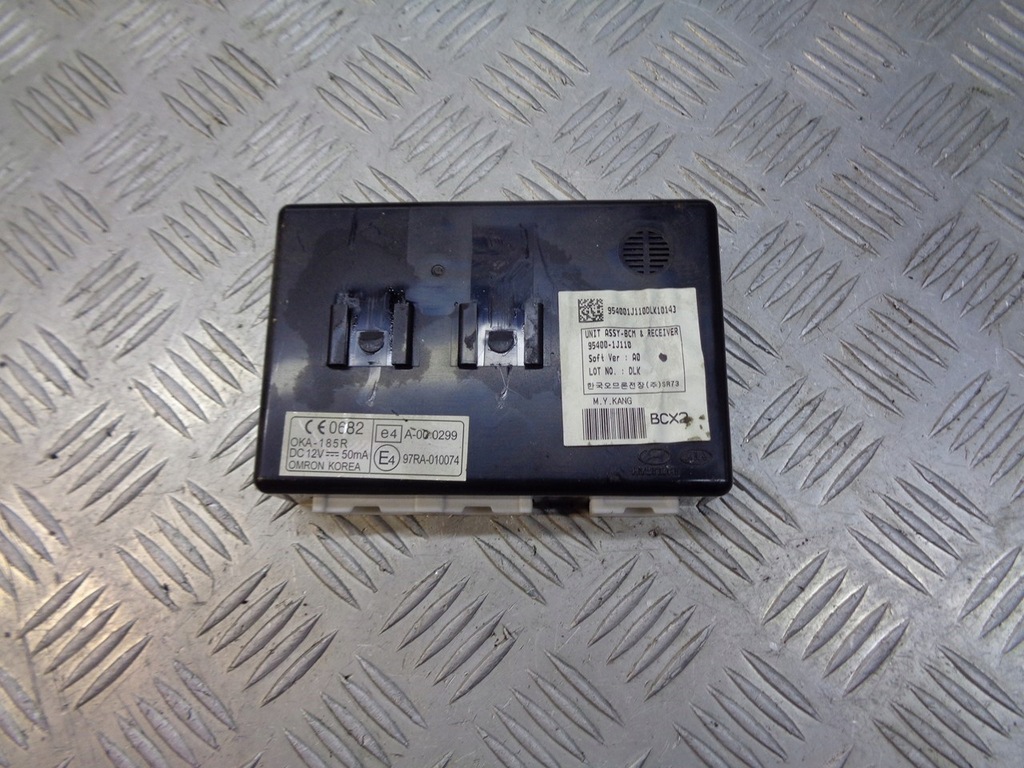 954001J110DLK10143
UNIT ASSY-BCM & RECEIVER
95400-1J110
Soft Ver : A0
LOT NO. : DLK
한국오므론전장(주)SA73
M.Y.KANG
BCX2
CE 0682
OKA-185R
DC 12V 50mA
OMRON KOREA
e4 A-00 0299
E4 97RA-010074